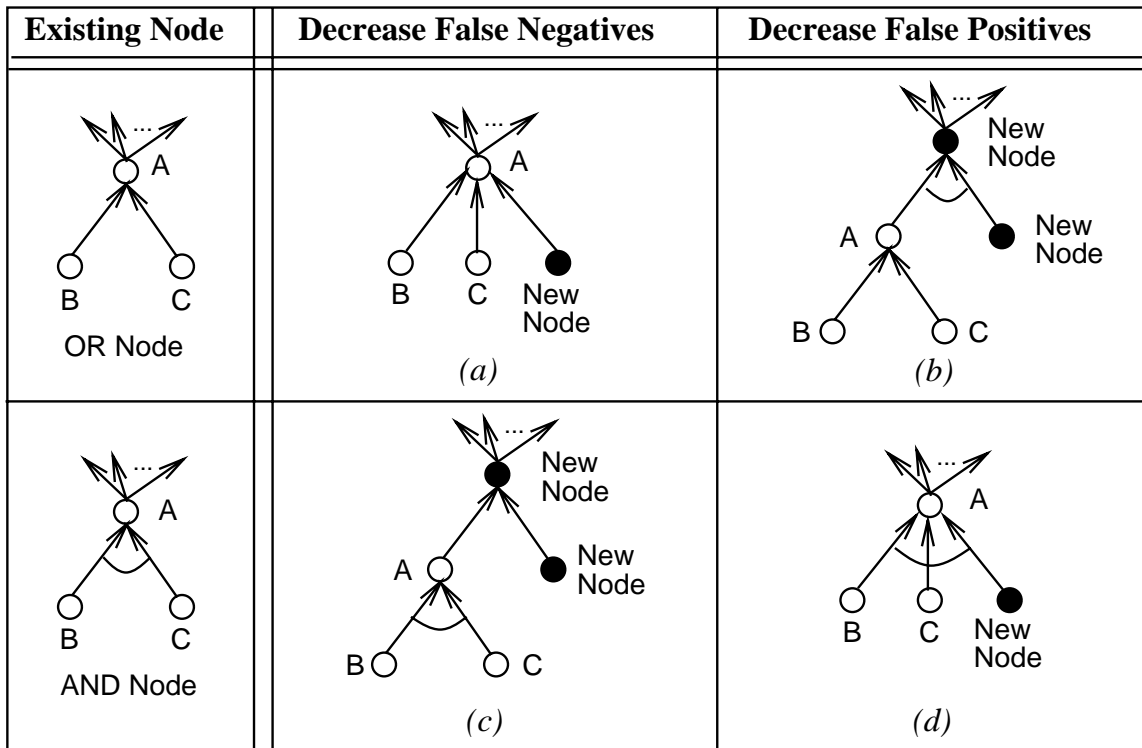 Existing Node
Decrease False Negatives
Decrease False Positives
...
A
B
C
OR Node
...
A
B
C
New
Node
(a)
...
New
Node
A
New
Node
B
C
(b)
...
A
B
C
AND Node
...
New
Node
A
New
Node
B
C
(c)
...
A
B
C
New
Node
(d)